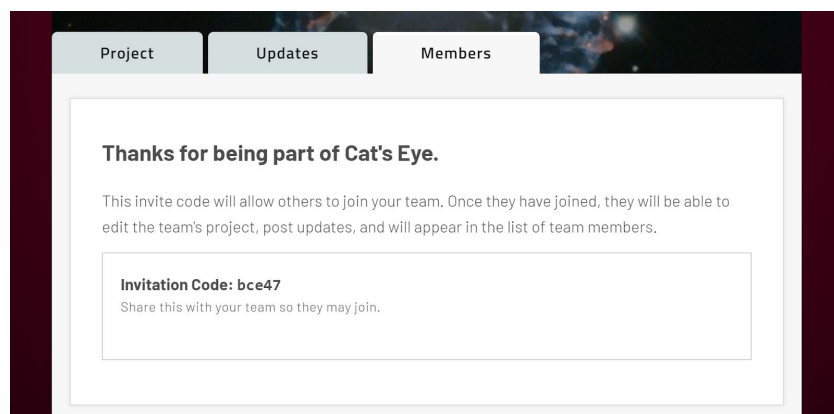 Project
Updates
Members
Thanks for being part of Cat's Eye.
This invite code will allow others to join your team. Once they have joined, they will be able to
edit the team's project, post updates, and will appear in the list of team members.
Invitation Code: bce47
Share this with your team so they may join.